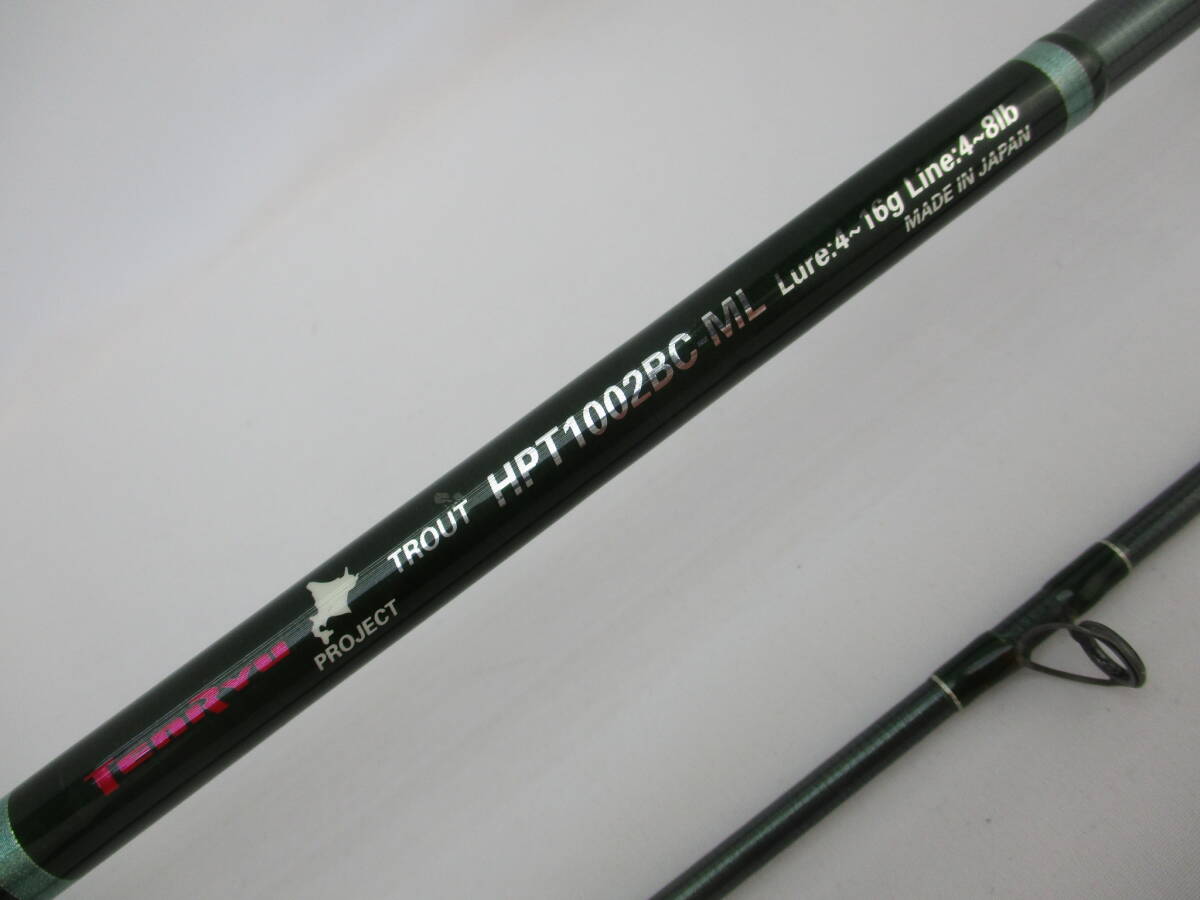 TenRyu
PROJECT
TROUT HPT1002BC-ML Lure:4~16g Line:4~8lb
MADE IN JAPAN